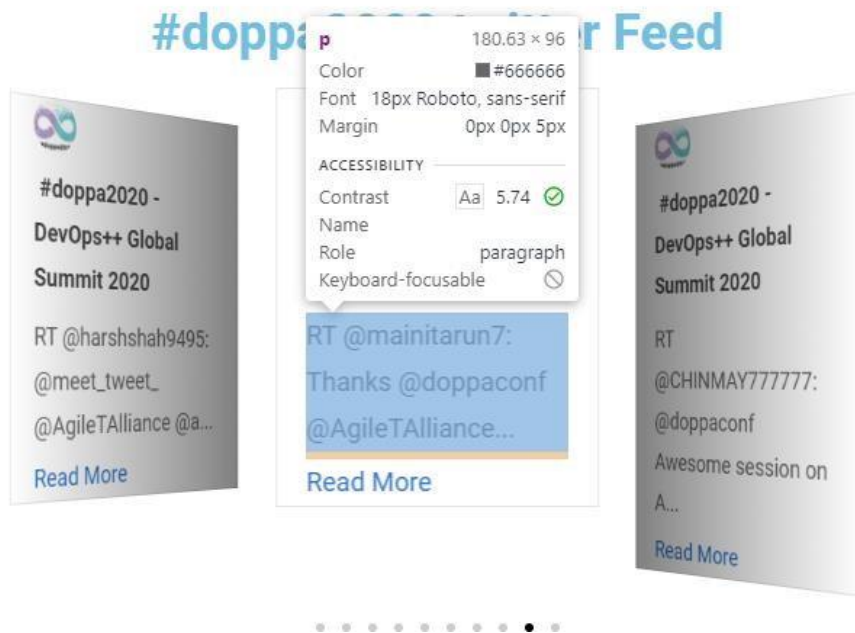 #doppa2020 Twitter Feed
p 180.63 × 96
Color #666666
Font 18px Roboto, sans-serif
Margin 0px 0px 5px
ACCESSIBILITY
Contrast Aa 5.74
Name
Role paragraph
Keyboard-focusable
#doppa2020 -
DevOps++ Global
Summit 2020
RT @harshshah9495:
@meet_tweet_
@AgileTAlliance @a...
Read More
RT @mainitarun7:
Thanks @doppaconf
@AgileTAlliance...
Read More
#doppa2020 -
DevOps++ Global
Summit 2020
RT
@CHINMAY777777:
@doppaconf
Awesome session on
A...
Read More